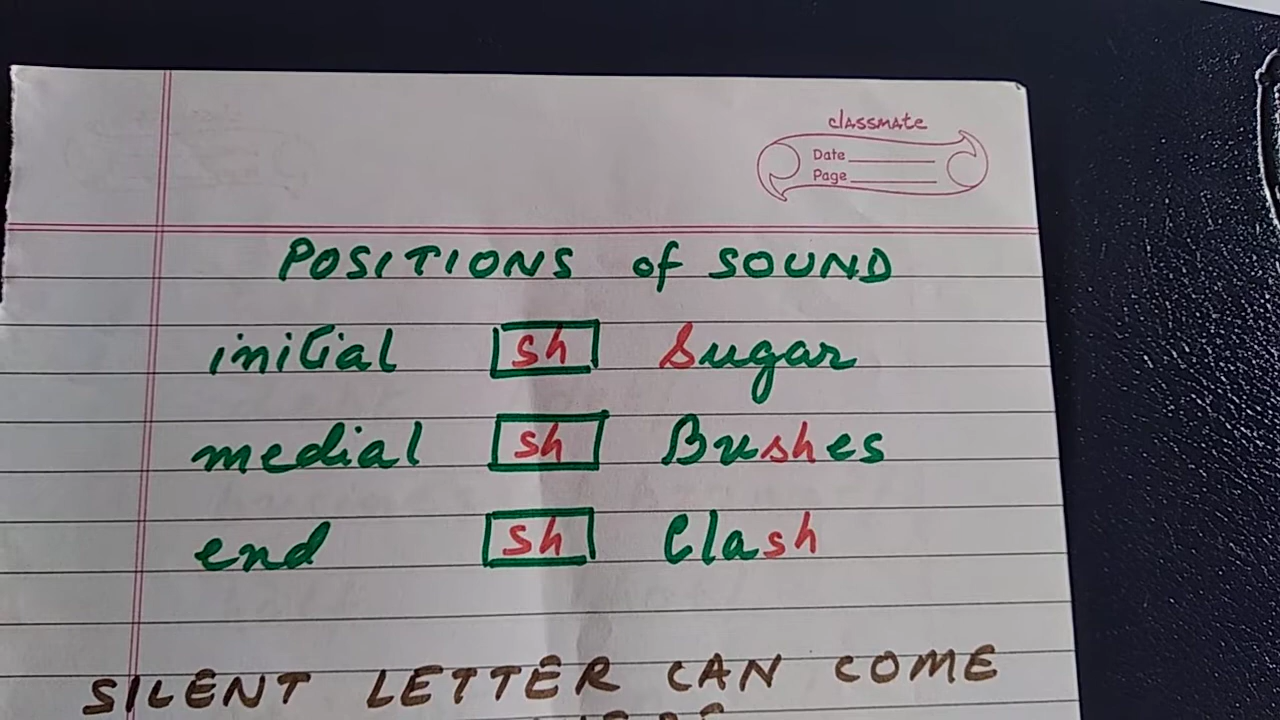 classmate
Date
Page
POSITIONS of SOUND
initial sh Sugar
medial sh Bushes
end sh Clash
SILENT LETTER CAN COME